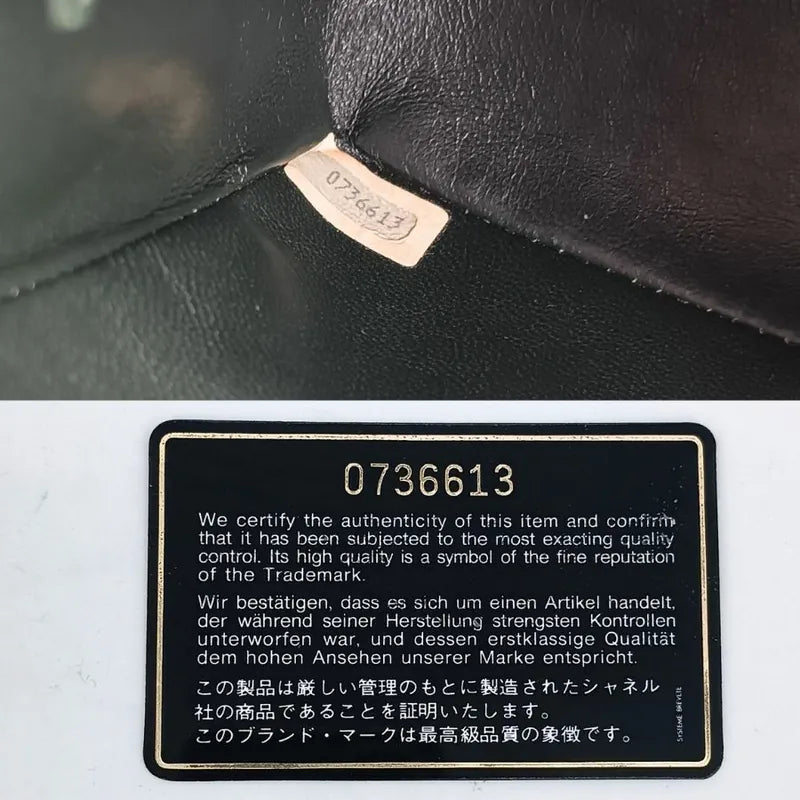 0736613
0736613
We certify the authenticity of this item and confirm
that it has been subjected to the most exacting quality
control. Its high quality is a symbol of the fine reputation
of the Trademark.
Wir bestätigen, dass es sich um einen Artikel handelt,
der während seiner Herstellung strengsten Kontrollen
unterworfen war, und dessen erstklassige Qualität
dem hohen Ansehen unserer Marke entspricht.
この製品は厳しい管理のもとに製造されたシャネル
社の商品であることを証明いたします。
このブランド・マークは最高級品質の象徴です。
SYSTEME BREVETE